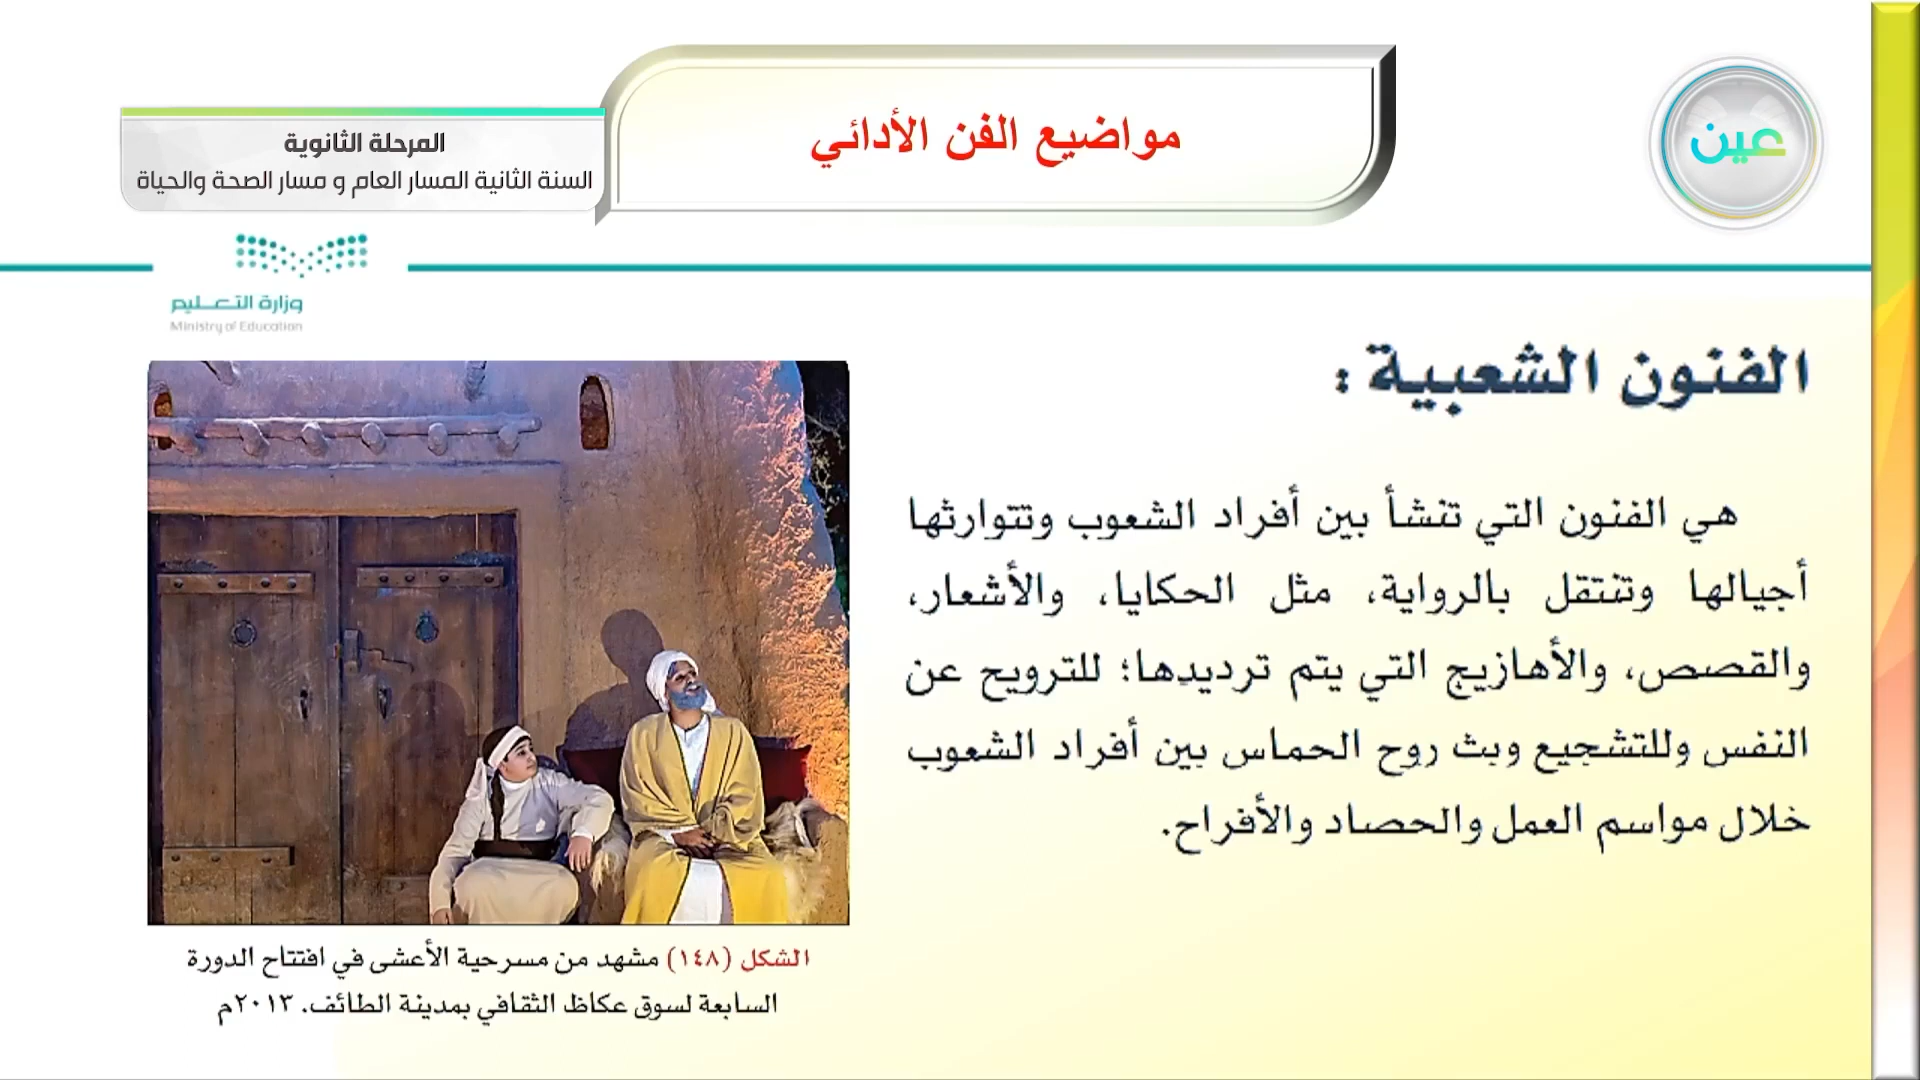 عين
مواضيع الفن الأدائي
المرحلة الثانوية
السنة الثانية المسار العام و مسار الصحة والحياة
وزارة التعليم
Ministry of Education
الفنون الشعبية :
هي الفنون التي تنشأ بين أفراد الشعوب وتتوارثها
أجيالها وتنتقل بالرواية، مثل الحكايا، والأشعار،
والقصص، والأهازيج التي يتم ترديدها؛ للترويح عن
النفس وللتشجيع وبث روح الحماس بين أفراد الشعوب
خلال مواسم العمل والحصاد والأفراح.
الشكل (١٤٨) مشهد من مسرحية الأعشى في افتتاح الدورة
السابعة لسوق عكاظ الثقافي بمدينة الطائف. ٢٠١٣م